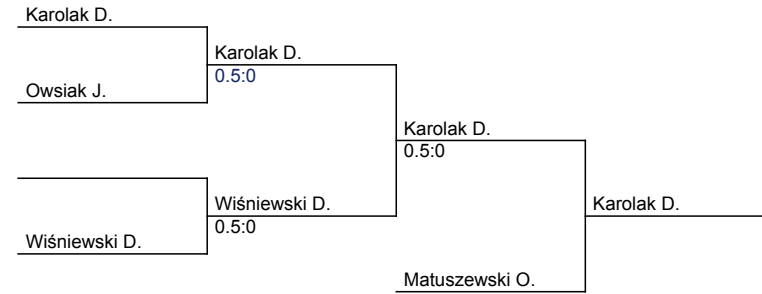 Karolak D.
Karolak D.
0.5:0
Owsiak J.
Karolak D.
0.5:0
Wiśniewski D.
Karolak D.
0.5:0
Wiśniewski D.
Matuszewski O.